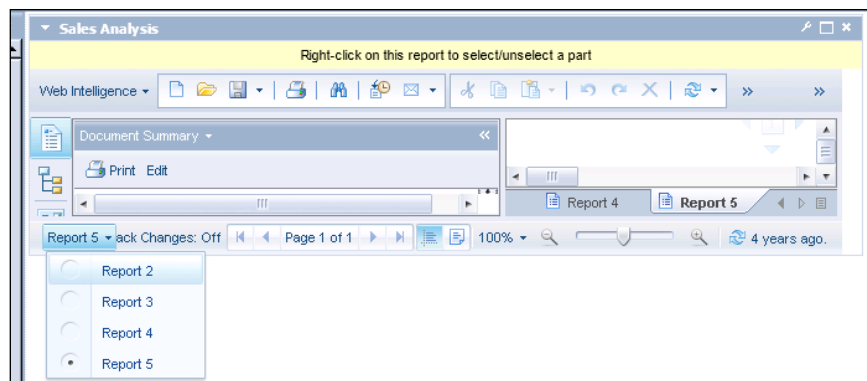 Sales Analysis
Right-click on this report to select/unselect a part
Web Intelligence
Document Summary
Print Edit
Report 4 Report 5
Report 5 ack Changes: Off Page 1 of 1 100% 4 years ago.
Report 2
Report 3
Report 4
Report 5